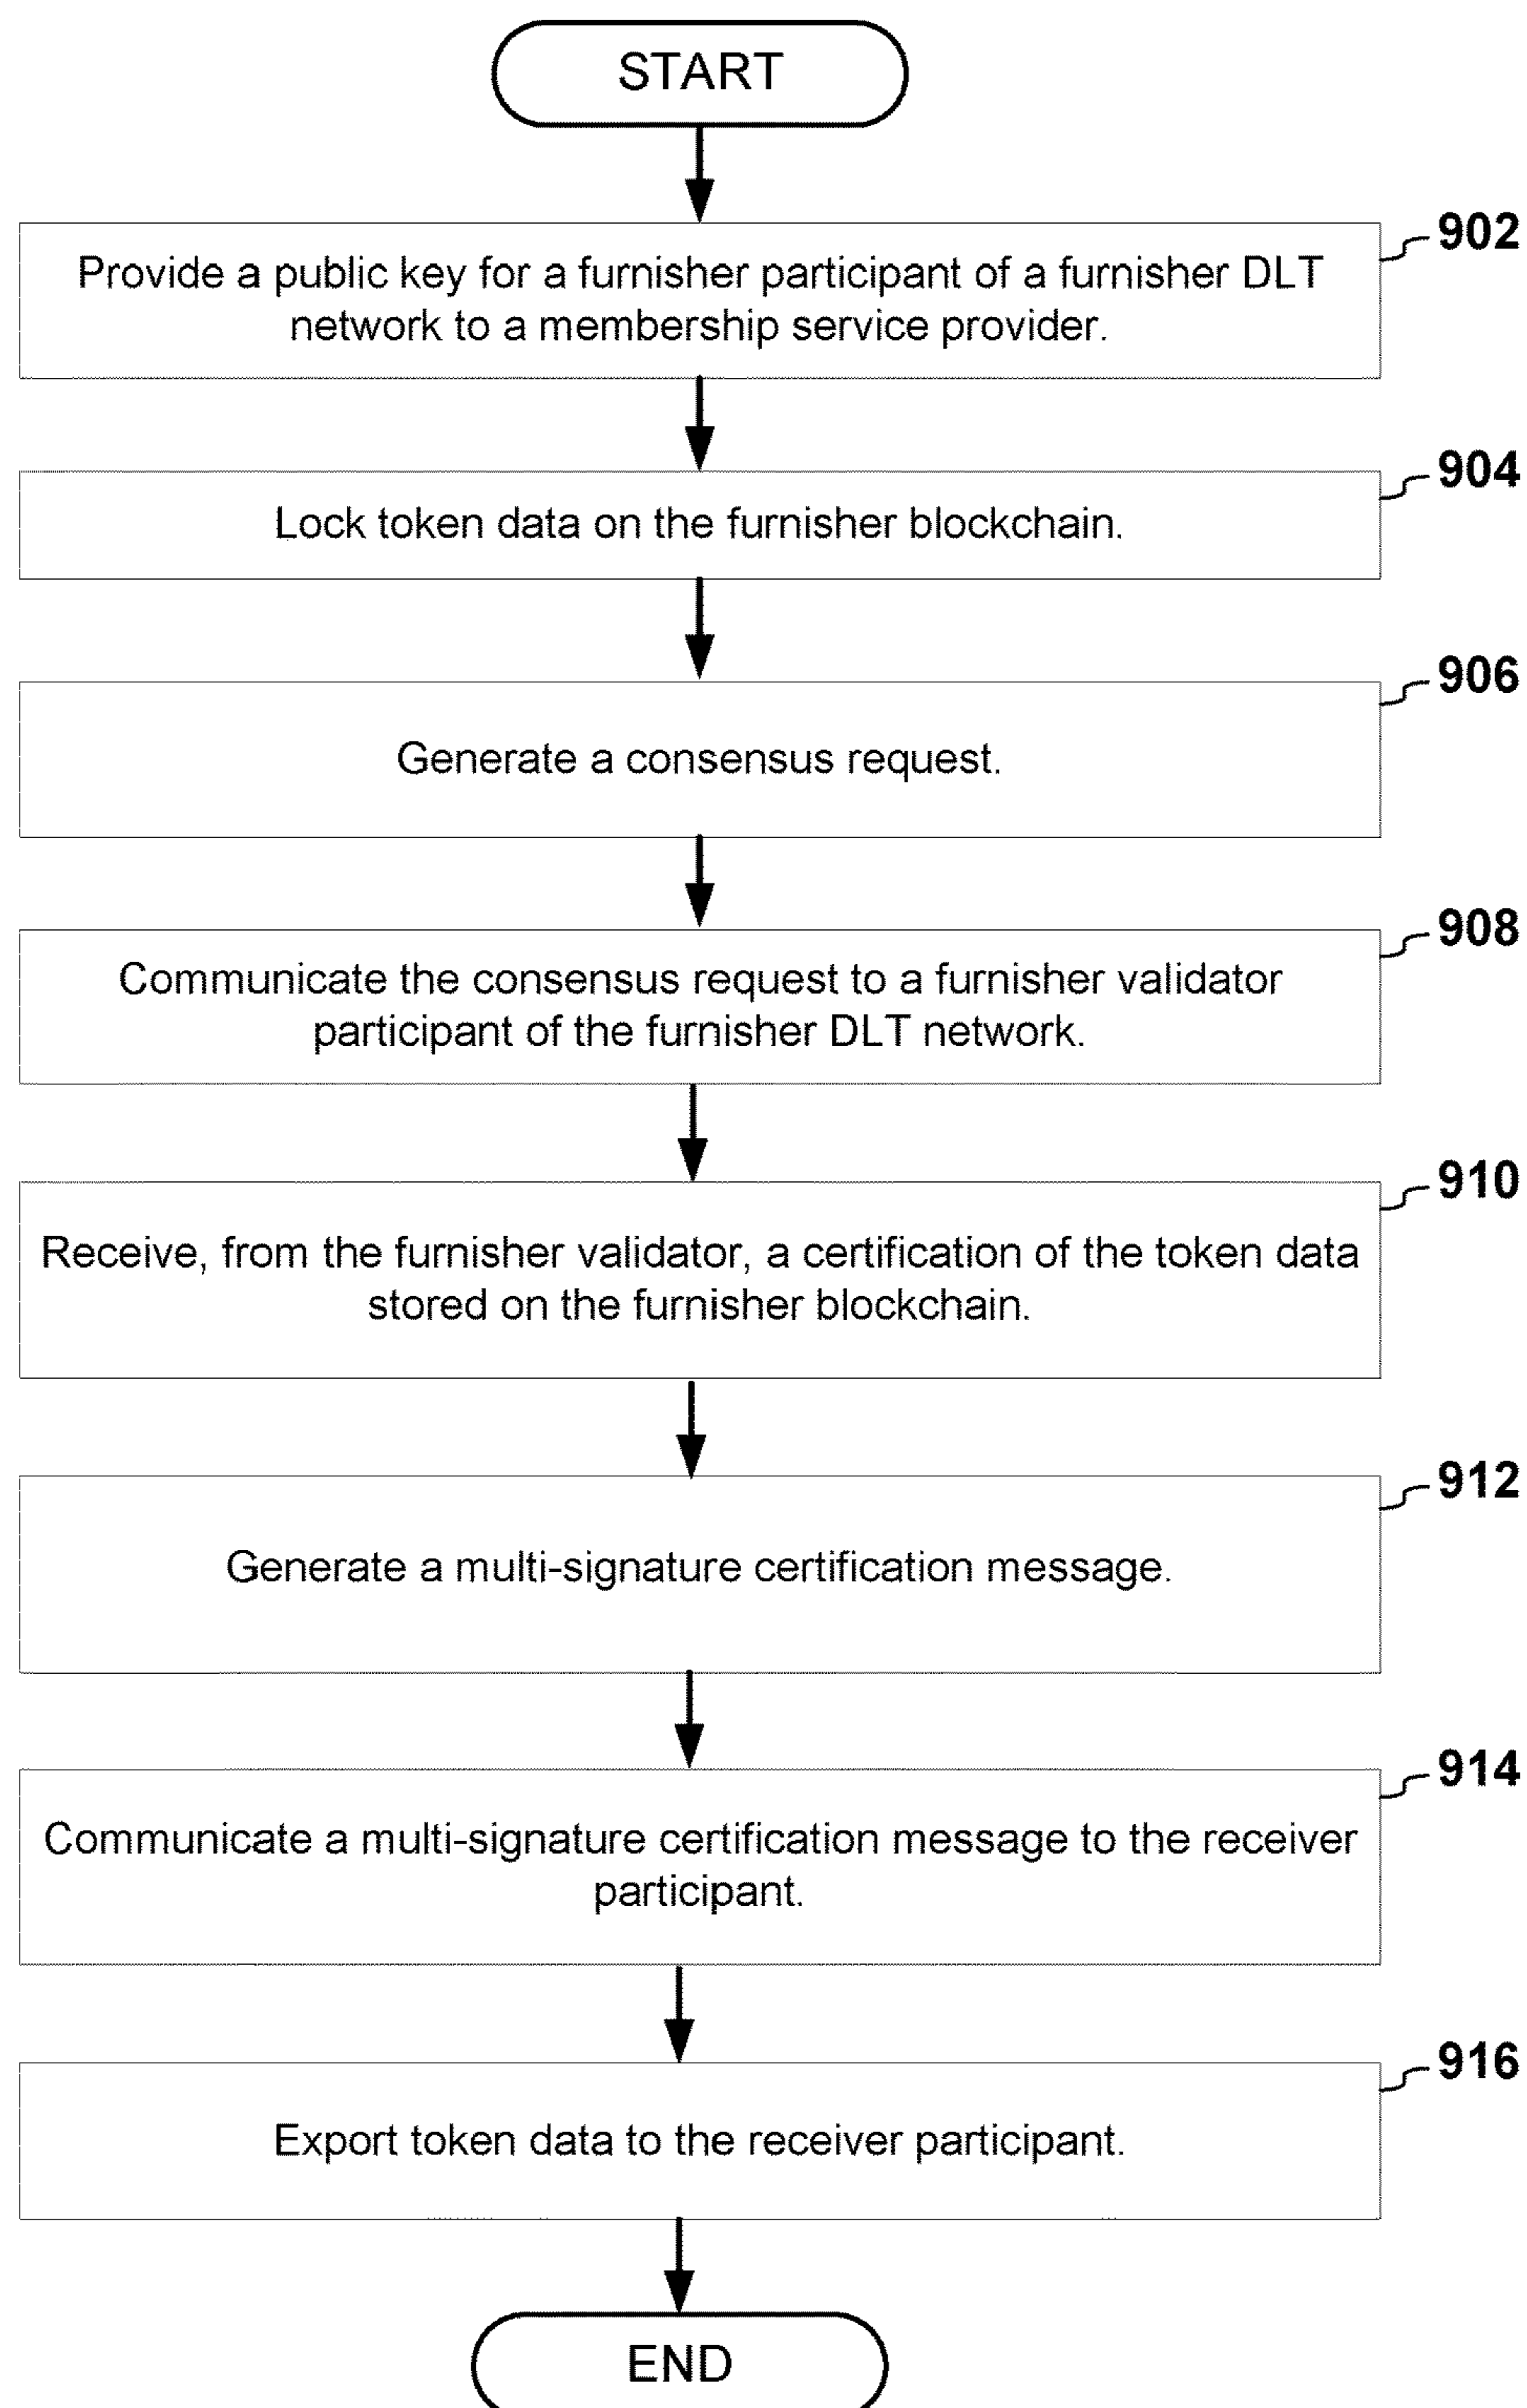 START
902
Provide a public key for a furnisher participant of a furnisher DLT
network to a membership service provider.
904
Lock token data on the furnisher blockchain.
906
Generate a consensus request.
908
Communicate the consensus request to a furnisher validator
participant of the furnisher DLT network.
910
Receive, from the furnisher validator, a certification of the token data
stored on the furnisher blockchain.
912
Generate a multi-signature certification message.
914
Communicate a multi-signature certification message to the receiver
participant.
916
Export token data to the receiver participant.
END